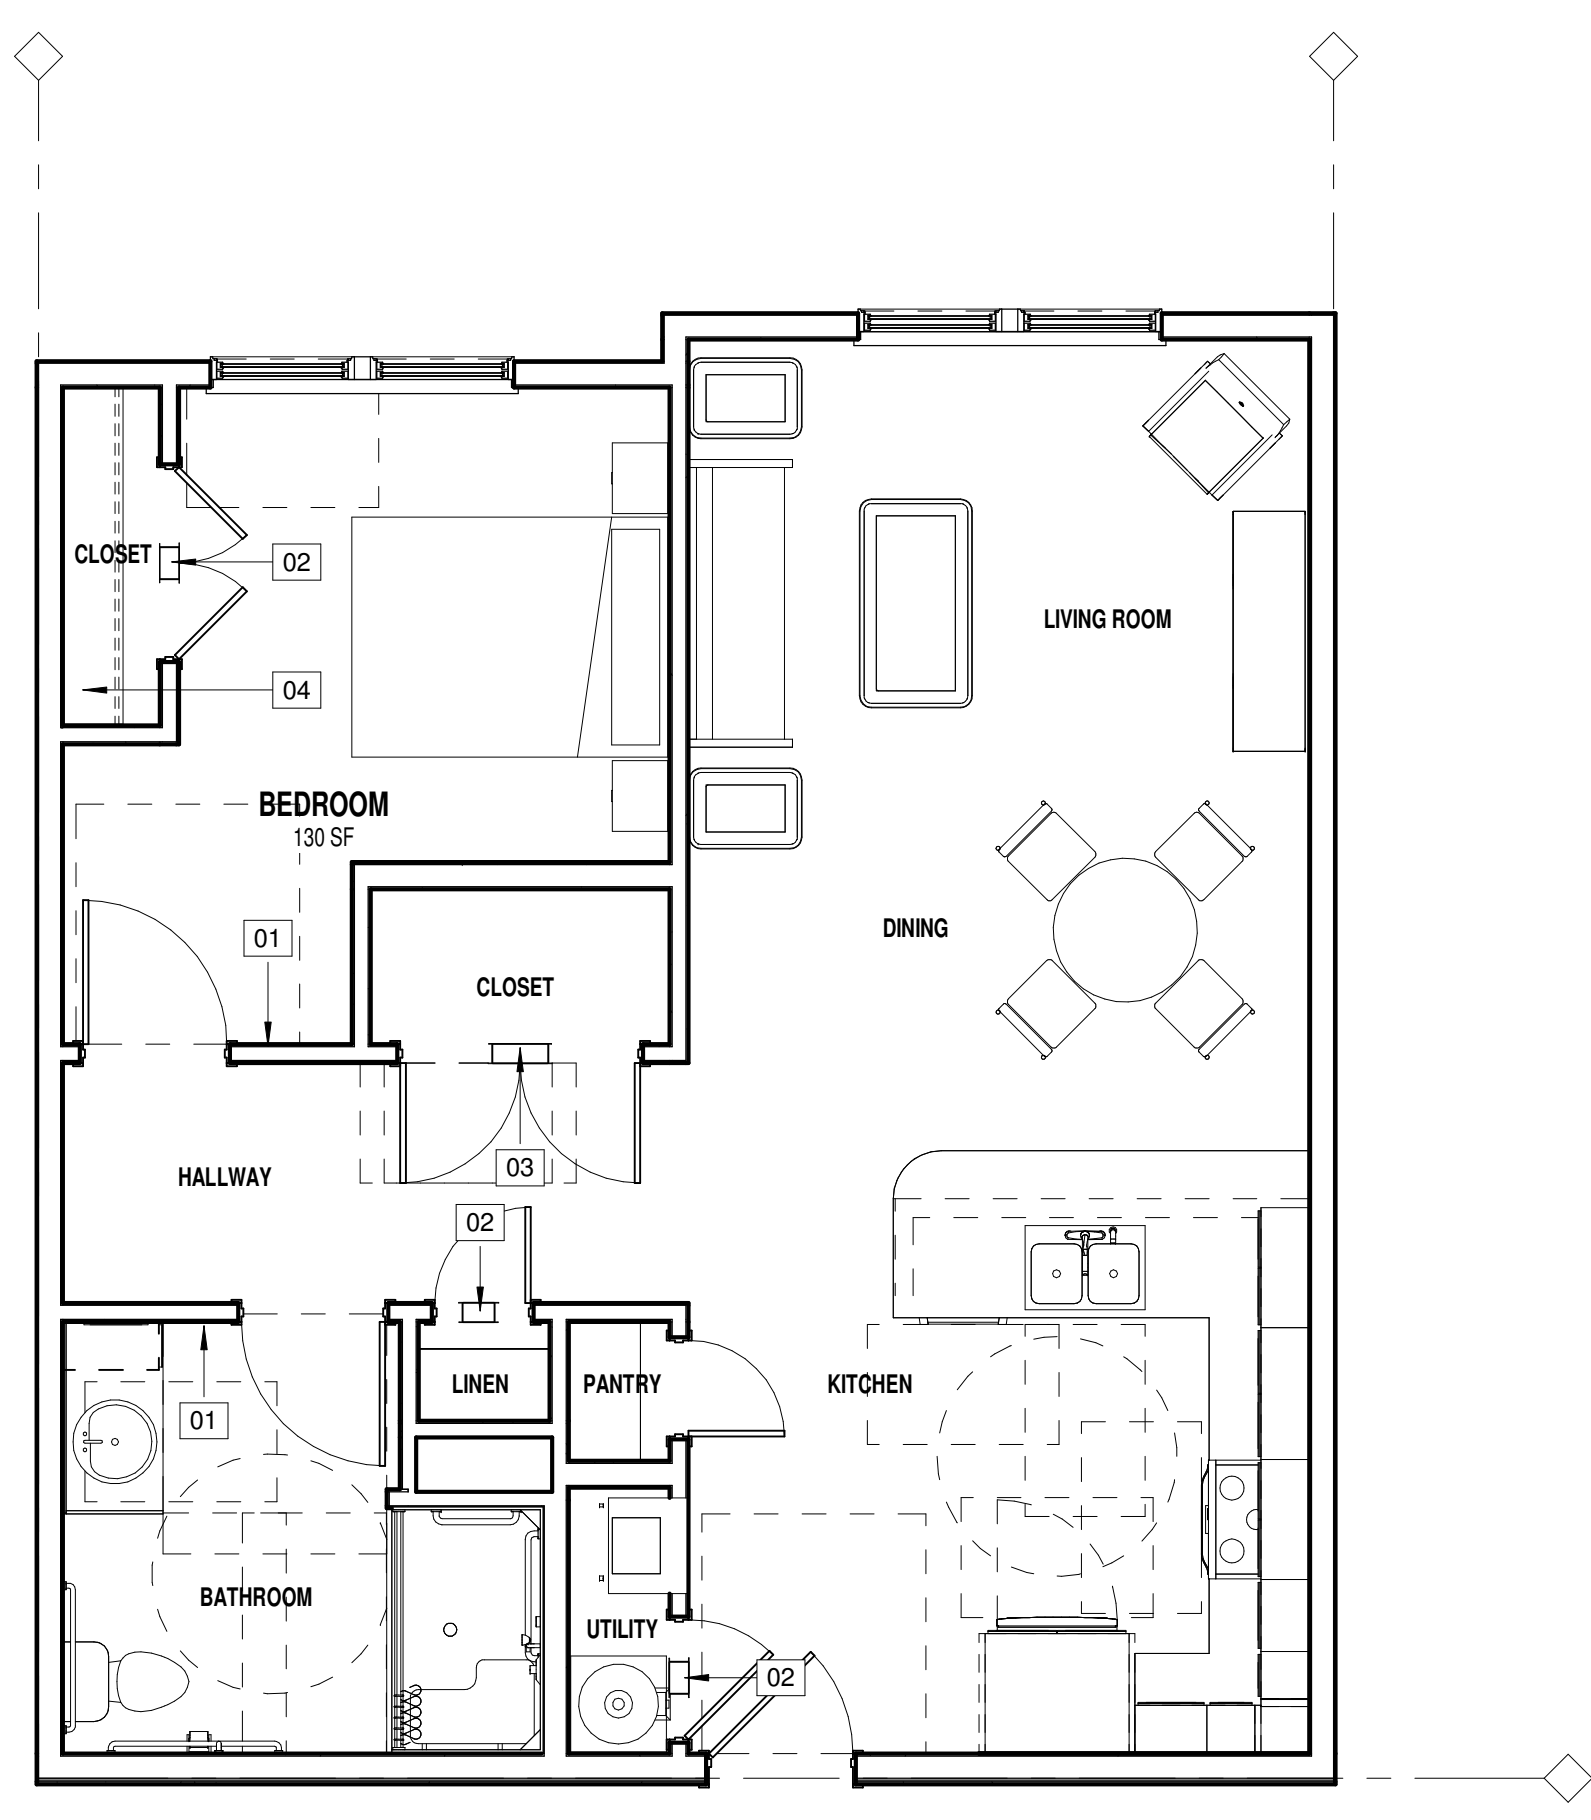 CLOSET
02
LIVING ROOM
04
BEDROOM
130 SF
DINING
01
CLOSET
03
HALLWAY
02
LINEN
PANTRY
KITCHEN
01
BATHROOM
UTILITY
02